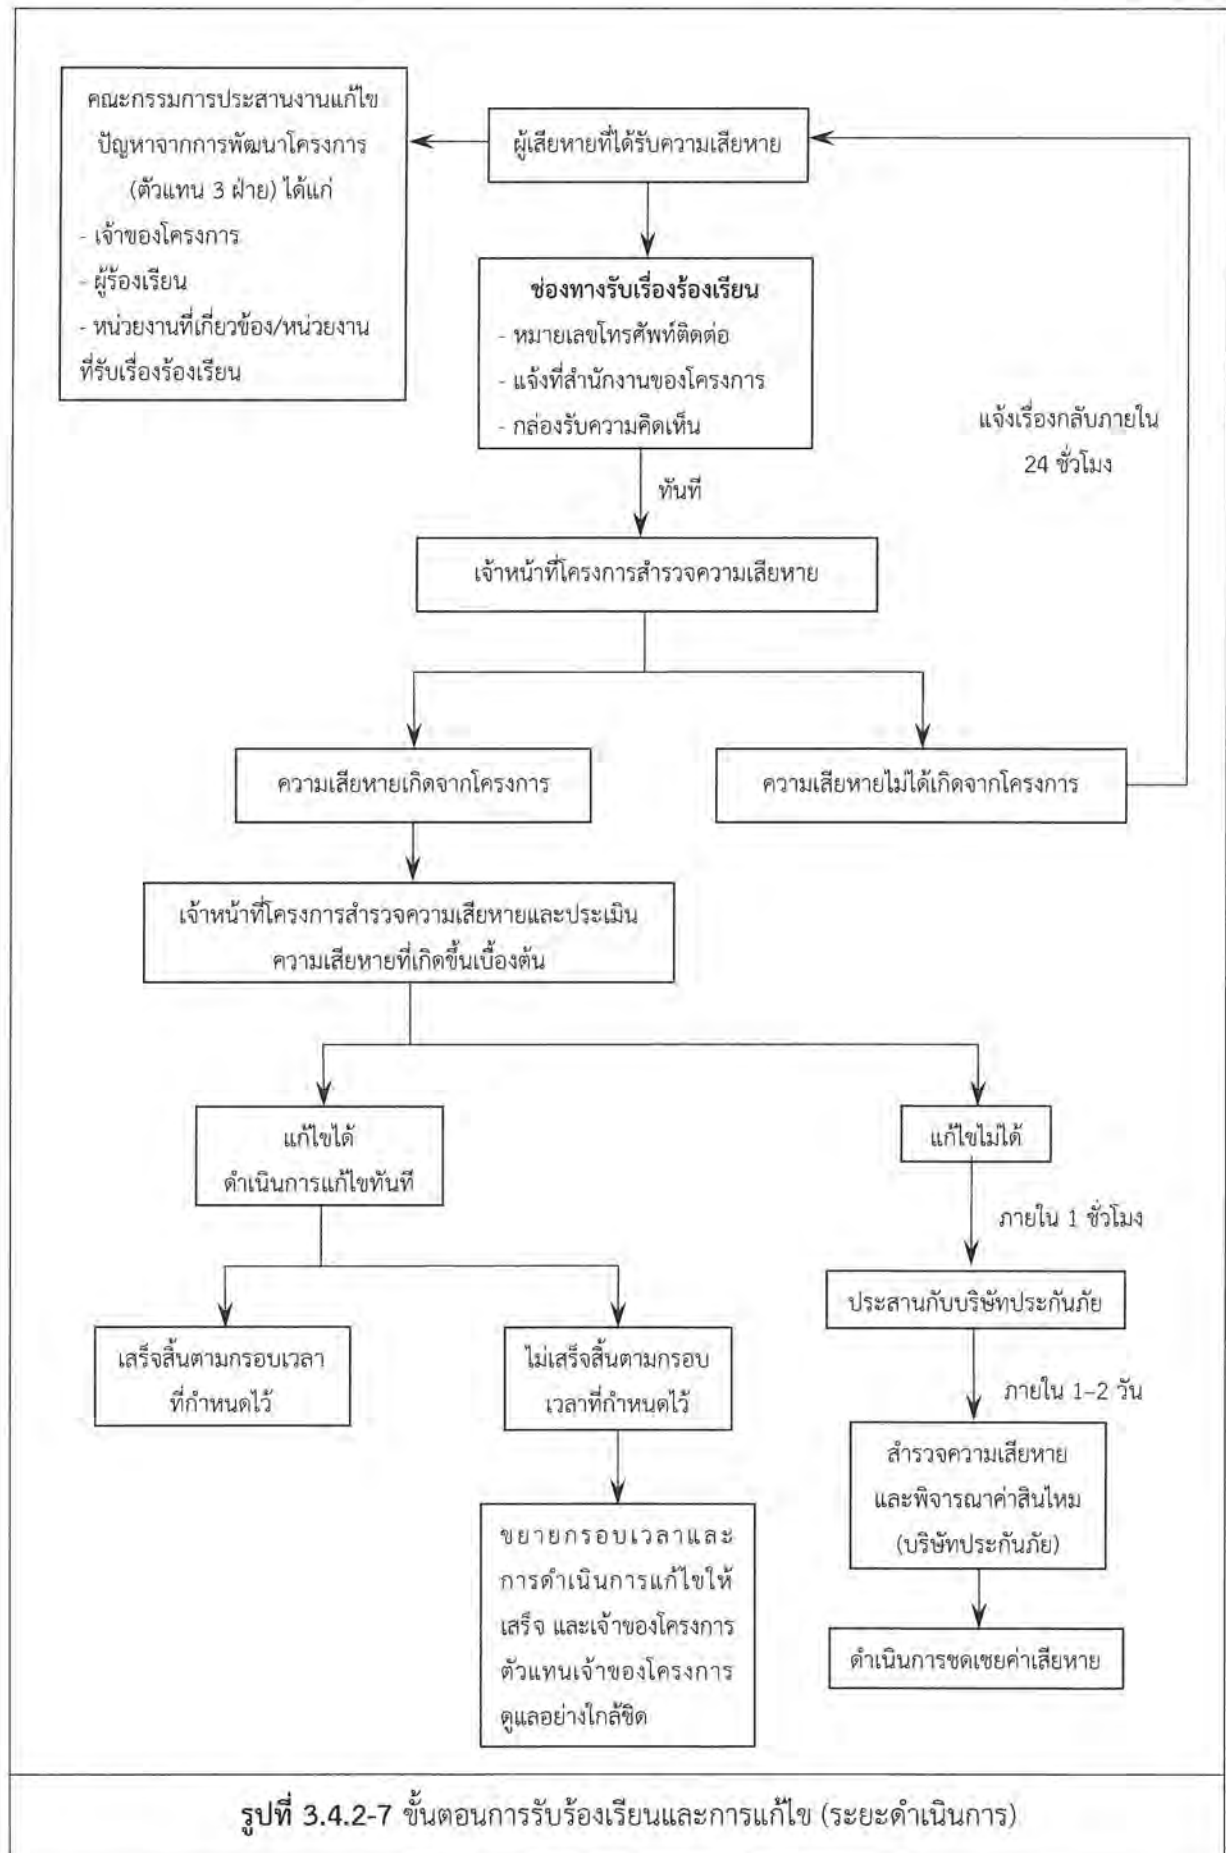 คณะกรรมการประสานงานแก้ไข
ปัญหาจากการพัฒนาโครงการ
(ตัวแทน 3 ฝ่าย) ได้แก่
- เจ้าของโครงการ
- ผู้ร้องเรียน
- หน่วยงานที่เกี่ยวข้อง/หน่วยงาน
ที่รับเรื่องร้องเรียน
ผู้เสียหายที่ได้รับความเสียหาย
ช่องทางรับเรื่องร้องเรียน
- หมายเลขโทรศัพท์ติดต่อ
- แจ้งที่สำนักงานของโครงการ
- กล่องรับความคิดเห็น
แจ้งเรื่องกลับภายใน
24 ชั่วโมง
ทันที
เจ้าหน้าที่โครงการสำรวจความเสียหาย
ความเสียหายเกิดจากโครงการ
ความเสียหายไม่ได้เกิดจากโครงการ
เจ้าหน้าที่โครงการสำรวจความเสียหายและประเมิน
ความเสียหายที่เกิดขึ้นเบื้องต้น
แก้ไขได้
ดำเนินการแก้ไขทันที
แก้ไขไม่ได้
ภายใน 1 ชั่วโมง
ประสานกับบริษัทประกันภัย
เสร็จสิ้นตามกรอบเวลา
ที่กำหนดไว้
ไม่เสร็จสิ้นตามกรอบ
เวลาที่กำหนดไว้
ภายใน 1–2 วัน
สำรวจความเสียหาย
และพิจารณาค่าสินไหม
(บริษัทประกันภัย)
ขยายกรอบเวลาและ
การดำเนินการแก้ไขให้
เสร็จ และเจ้าของโครงการ
ตัวแทนเจ้าของโครงการ
ดูแลอย่างใกล้ชิด
ดำเนินการชดเชยค่าเสียหาย
รูปที่ 3.4.2-7 ขั้นตอนการรับร้องเรียนและการแก้ไข (ระยะดำเนินการ)